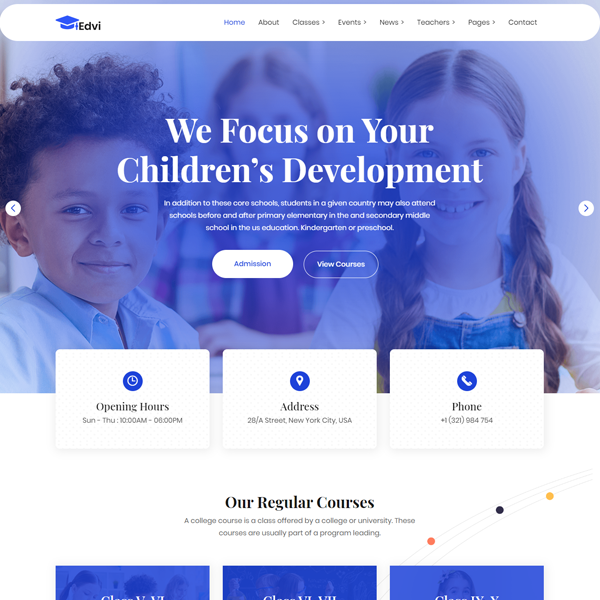 iEdvi
Home About Classes > Events > News > Teachers > Pages > Contact
We Focus on Your
Children's Development
In addition to these core schools, students in a given country may also attend
schools before and after primary elementary in the and secondary middle
school in the us education. Kindergarten or preschool.
Admission View Courses
Opening Hours
Sun - Thu : 10:00AM - 06:00PM
Address
28/A Street, New York City, USA
Phone
+1 (321) 984 754
Our Regular Courses
A college course is a class offered by a college or university. These
courses are usually part of a program leading.